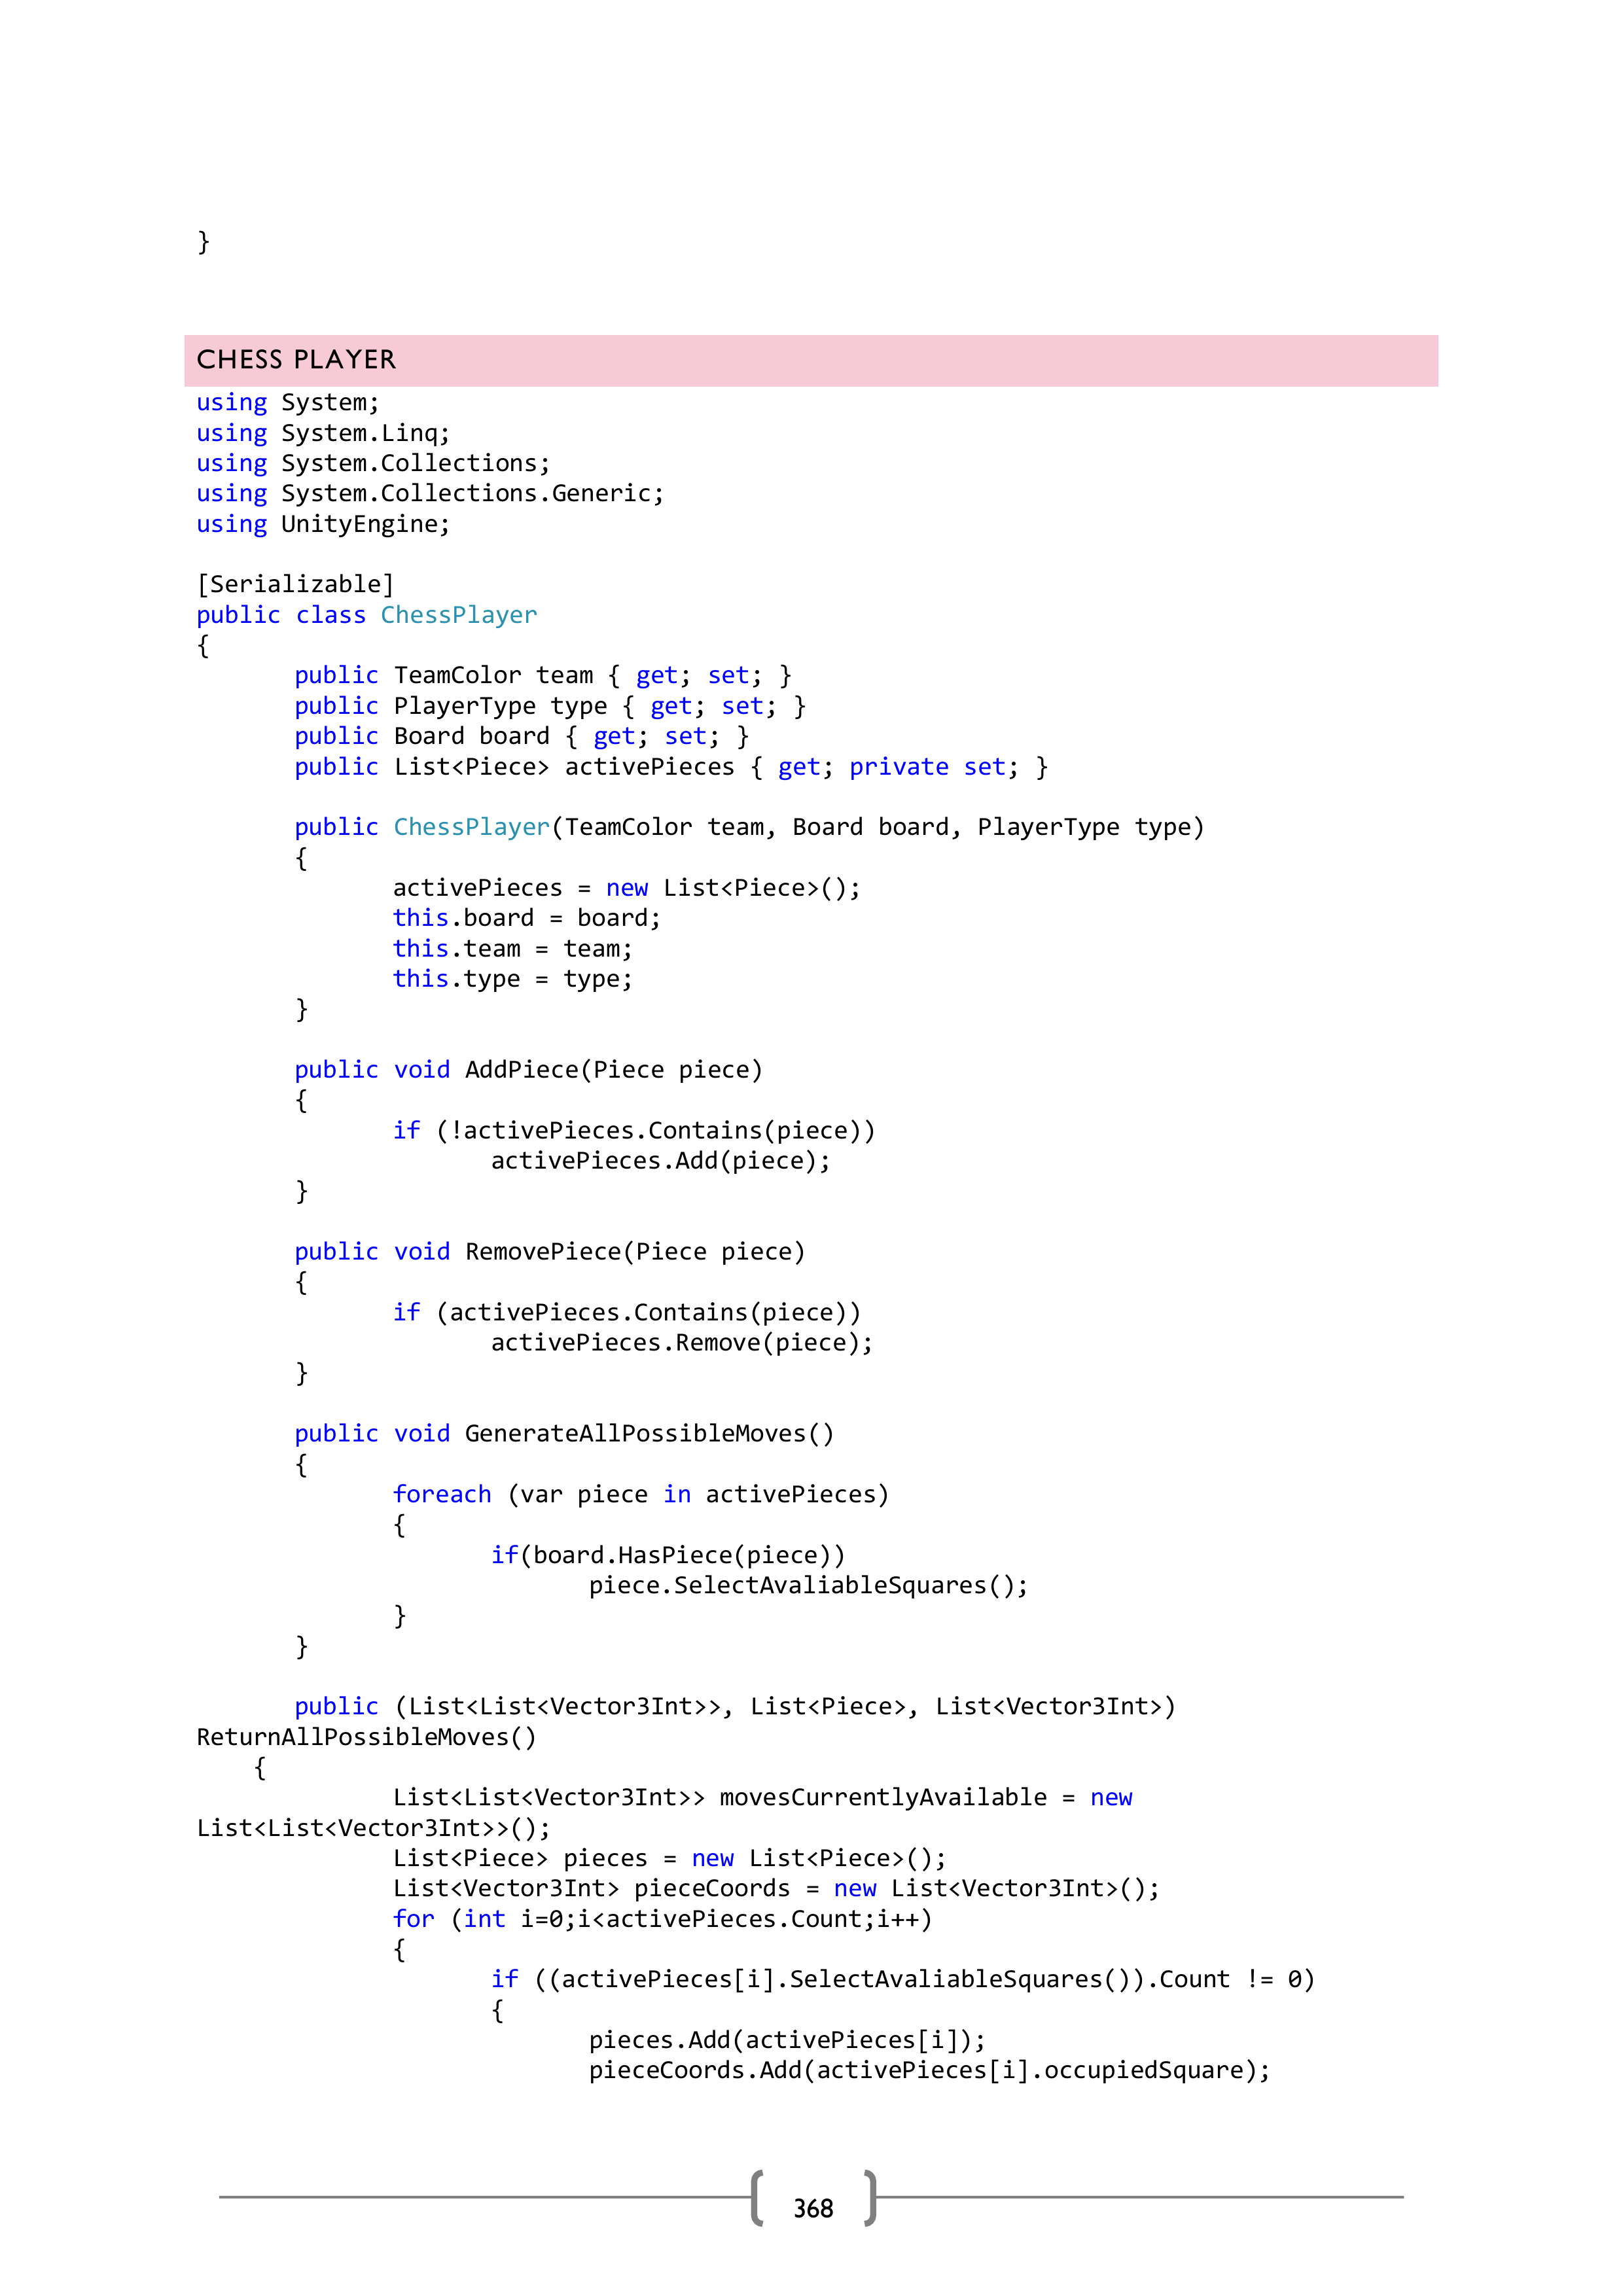 }
CHESS PLAYER
using System;
using System.Linq;
using System.Collections;
using System.Collections.Generic;
using UnityEngine;
[Serializable]
public class ChessPlayer
{
public TeamColor team { get; set; }
public PlayerType type { get; set; }
public Board board { get; set; }
public List<Piece> activePieces { get; private set; }
public ChessPlayer(TeamColor team, Board board, PlayerType type)
{
activePieces = new List<Piece>();
this.board = board;
this.team = team;
this.type = type;
}
public void AddPiece(Piece piece)
{
if (!activePieces.Contains(piece))
activePieces.Add(piece);
}
public void RemovePiece(Piece piece)
{
if (activePieces.Contains(piece))
activePieces.Remove(piece);
}
public void GenerateAllPossibleMoves()
{
foreach (var piece in activePieces)
{
if(board.HasPiece(piece))
piece.SelectAvaliableSquares();
}
}
public (List<List<Vector3Int>>, List<Piece>, List<Vector3Int>)
ReturnAllPossibleMoves()
{
List<List<Vector3Int>> movesCurrentlyAvailable = new
List<List<Vector3Int>>();
List<Piece> pieces = new List<Piece>();
List<Vector3Int> pieceCoords = new List<Vector3Int>();
for (int i=0;i<activePieces.Count;i++)
{
if ((activePieces[i].SelectAvaliableSquares()).Count != 0)
{
pieces.Add(activePieces[i]);
pieceCoords.Add(activePieces[i].occupiedSquare);
368